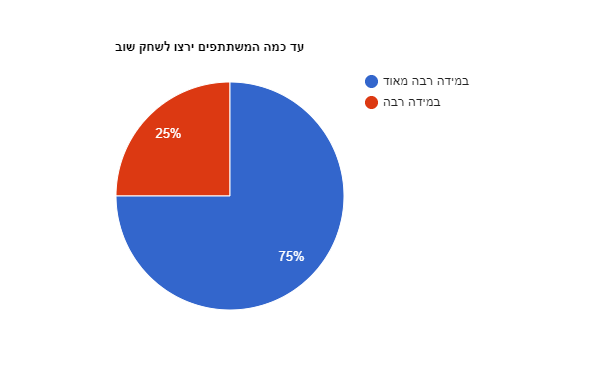 עד כמה המשתתפים ירצו לשחק שוב
במידה רבה מאוד
במידה רבה
25%
75%